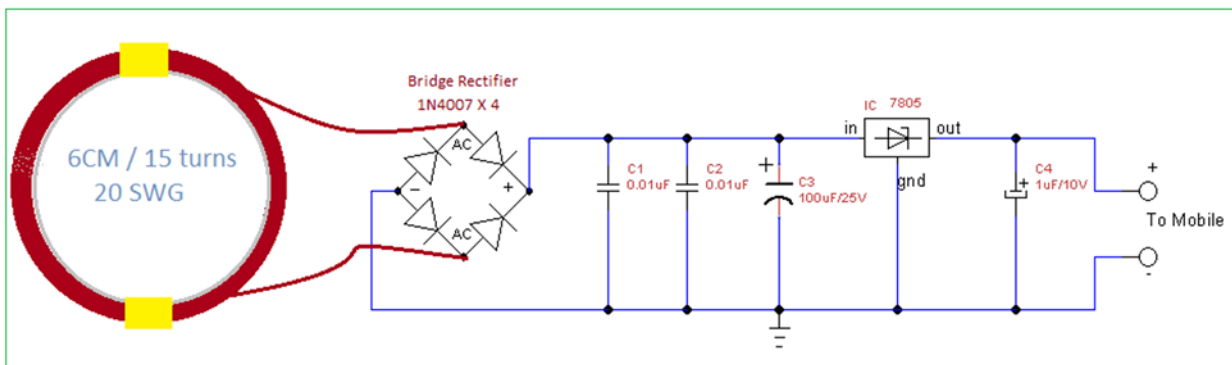 6CM / 15 turns
20 SWG
Bridge Rectifier
1N4007 X 4
AC
−
+
AC
C1
0.01uF
C2
0.01uF
+
C3
100uF/25V
IC 7805
in
out
gnd
+
C4
1uF/10V
+
To Mobile
-